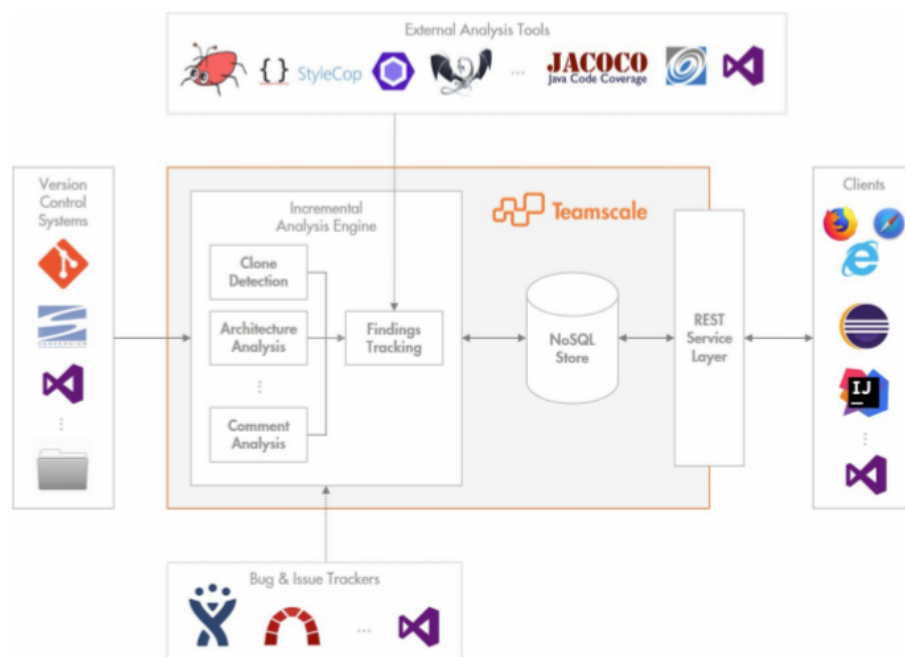 External Analysis Tools
{} StyleCop
...
JACOCO
Java Code Coverage
Version
Control
Systems
Clients
Incremental
Analysis Engine
Teamscale
Clone
Detection
Architecture
Analysis
Findings
Tracking
NoSQL
Store
REST
Service
Layer
Comment
Analysis
IJ
Bug & Issue Trackers
...